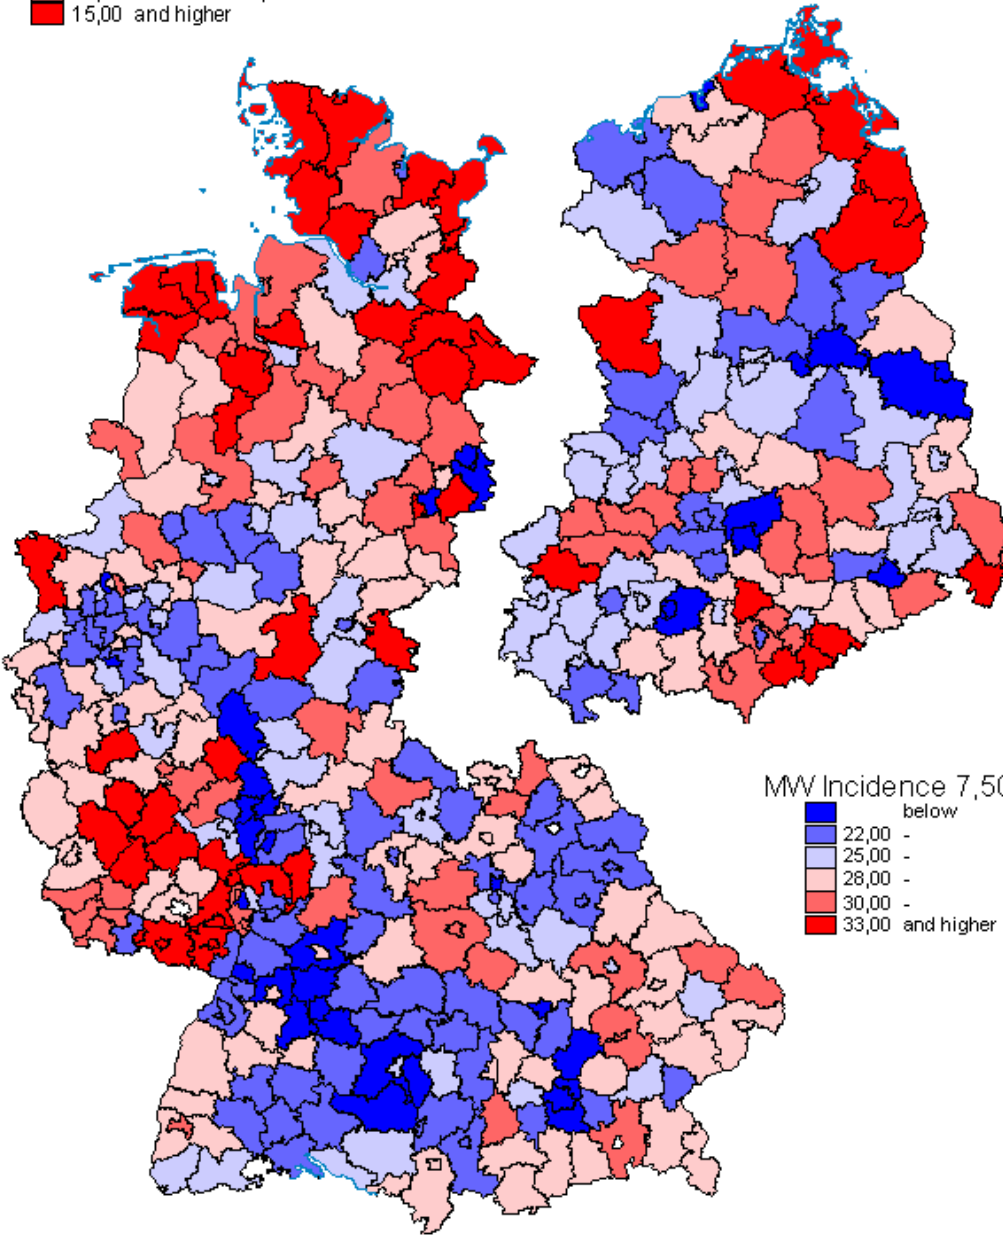 15,00 and higher
MW Incidence 7,50
below
22,00 -
25,00 -
28,00 -
30,00 -
33,00 and higher